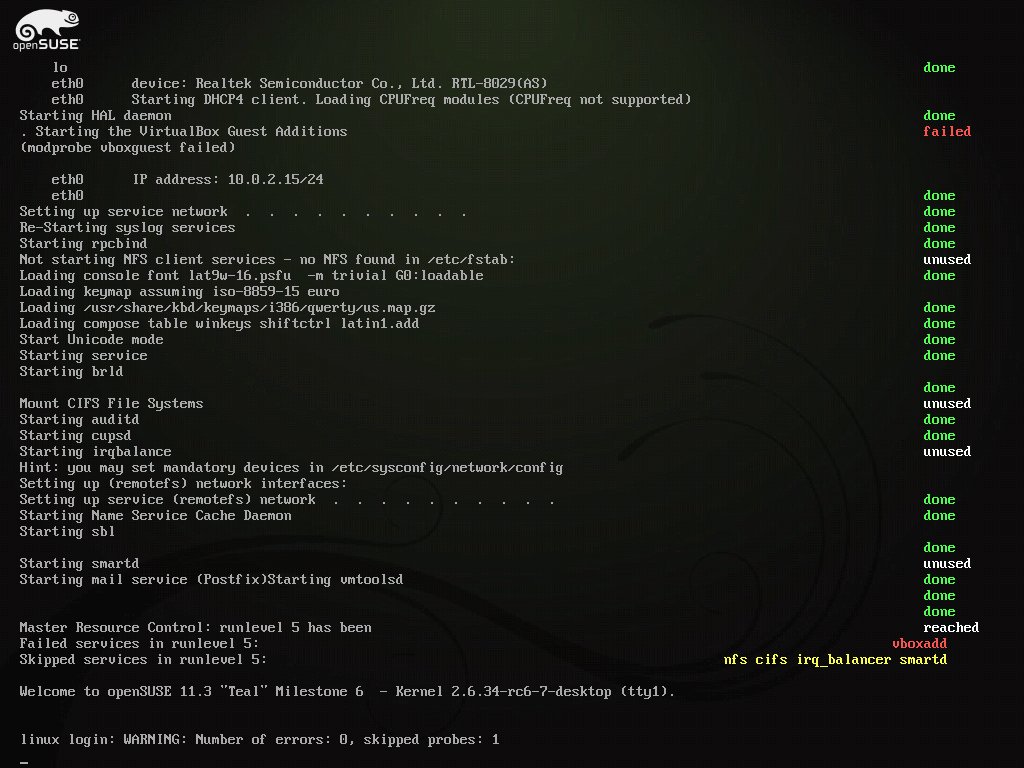 openSUSE
lo done
eth0 device: Realtek Semiconductor Co., Ltd. RTL-8029(AS)
eth0 Starting DHCP4 client. Loading CPUFreq modules (CPUFreq not supported)
Starting HAL daemon done
. Starting the VirtualBox Guest Additions failed
(modprobe vboxguest failed)
eth0 IP address: 10.0.2.15/24
eth0 done
Setting up service network . . . . . . . . . . done
Re-Starting syslog services done
Starting rpcbind done
Not starting NFS client services - no NFS found in /etc/fstab: unused
Loading console font lat9w-16.psfu -m trivial G0:loadable done
Loading keymap assuming iso-8859-15 euro
Loading /usr/share/kbd/keymaps/i386/qwerty/us.map.gz done
Loading compose table winkeys shiftctrl latin1.add done
Start Unicode mode done
Starting service done
Starting brld
done
Mount CIFS File Systems unused
Starting auditd done
Starting cupsd done
Starting irqbalance unused
Hint: you may set mandatory devices in /etc/sysconfig/network/config
Setting up (remotefs) network interfaces:
Setting up service (remotefs) network . . . . . . . . . . done
Starting Name Service Cache Daemon done
Starting sbl
done
Starting smartd unused
Starting mail service (Postfix)Starting vmtoolsd done
done
done
Master Resource Control: runlevel 5 has been reached
Failed services in runlevel 5: vboxadd
Skipped services in runlevel 5: nfs cifs irq_balancer smartd
Welcome to openSUSE 11.3 "Teal" Milestone 6 - Kernel 2.6.34-rc6-7-desktop (tty1).
linux login: WARNING: Number of errors: 0, skipped probes: 1
_